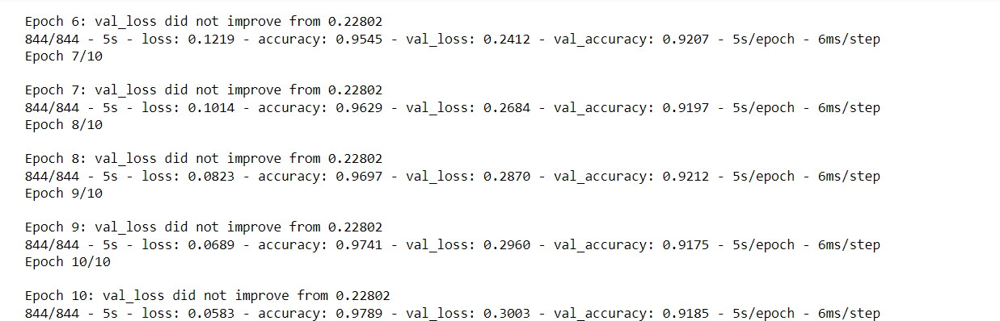 Epoch 6: val_loss did not improve from 0.22802
844/844 - 5s - loss: 0.1219 - accuracy: 0.9545 - val_loss: 0.2412 - val_accuracy: 0.9207 - 5s/epoch - 6ms/step
Epoch 7/10
Epoch 7: val_loss did not improve from 0.22802
844/844 - 5s - loss: 0.1014 - accuracy: 0.9629 - val_loss: 0.2684 - val_accuracy: 0.9197 - 5s/epoch - 6ms/step
Epoch 8/10
Epoch 8: val_loss did not improve from 0.22802
844/844 - 5s - loss: 0.0823 - accuracy: 0.9697 - val_loss: 0.2870 - val_accuracy: 0.9212 - 5s/epoch - 6ms/step
Epoch 9/10
Epoch 9: val_loss did not improve from 0.22802
844/844 - 5s - loss: 0.0689 - accuracy: 0.9741 - val_loss: 0.2960 - val_accuracy: 0.9175 - 5s/epoch - 6ms/step
Epoch 10/10
Epoch 10: val_loss did not improve from 0.22802
844/844 - 5s - loss: 0.0583 - accuracy: 0.9789 - val_loss: 0.3003 - val_accuracy: 0.9185 - 5s/epoch - 6ms/step